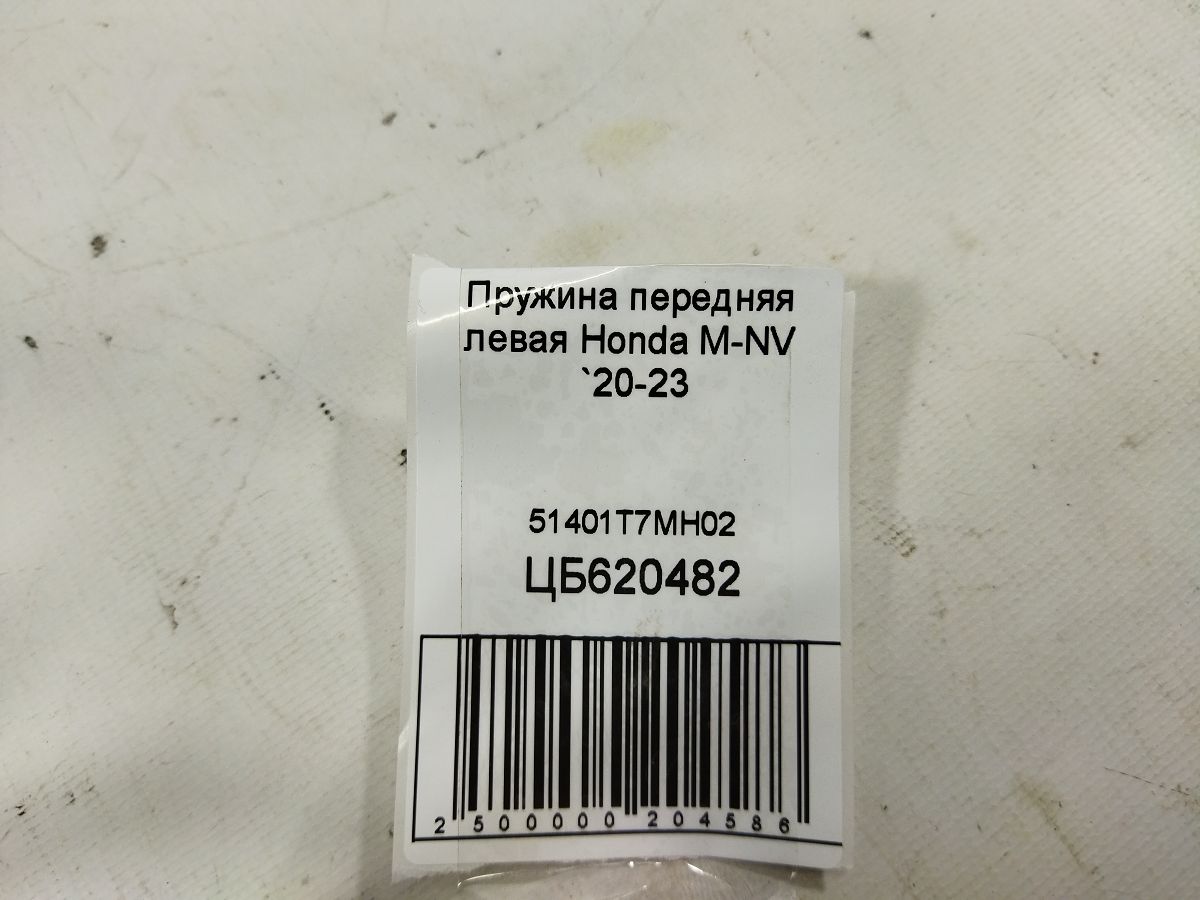 Пружина передняя
левая Honda M-NV
`20-23
51401T7MH02
ЦБ620482
2 500000 204586